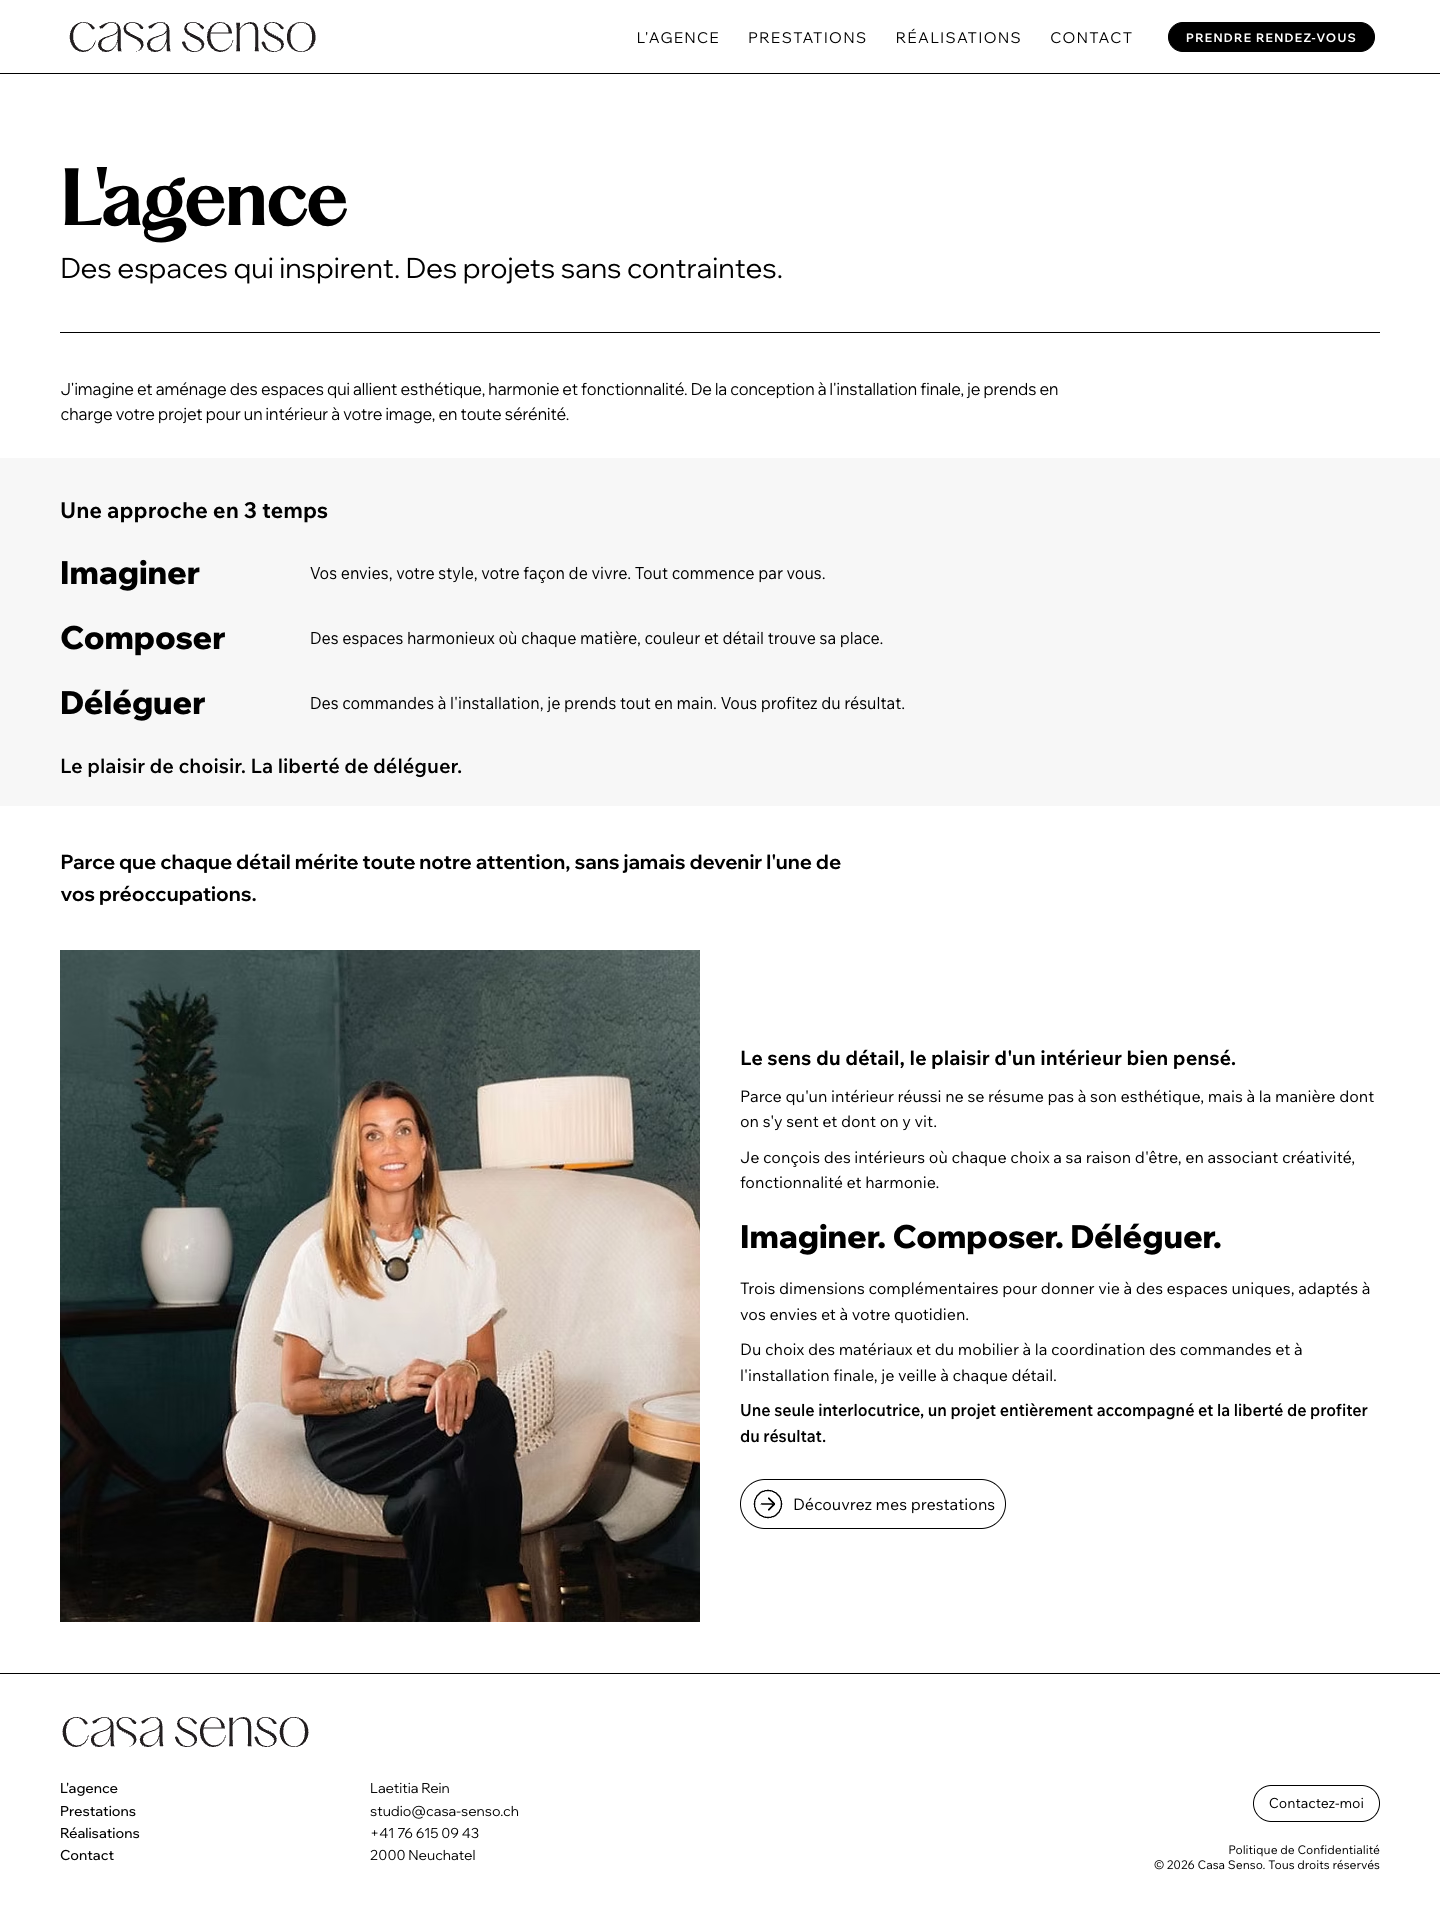 casa senso
L'AGENCE PRESTATIONS RÉALISATIONS CONTACT PRENDRE RENDEZ-VOUS
L'agence
Des espaces qui inspirent. Des projets sans contraintes.
J'imagine et aménage des espaces qui allient esthétique, harmonie et fonctionnalité. De la conception à l'installation finale, je prends en
charge votre projet pour un intérieur à votre image, en toute sérénité.
Une approche en 3 temps
Imaginer
Vos envies, votre style, votre façon de vivre. Tout commence par vous.
Composer
Des espaces harmonieux où chaque matière, couleur et détail trouve sa place.
Déléguer
Des commandes à l'installation, je prends tout en main. Vous profitez du résultat.
Le plaisir de choisir. La liberté de déléguer.
Parce que chaque détail mérite toute notre attention, sans jamais devenir l'une de
vos préoccupations.
Le sens du détail, le plaisir d'un intérieur bien pensé.
Parce qu'un intérieur réussi ne se résume pas à son esthétique, mais à la manière dont
on s'y sent et dont on y vit.
Je conçois des intérieurs où chaque choix a sa raison d'être, en associant créativité,
fonctionnalité et harmonie.
Imaginer. Composer. Déléguer.
Trois dimensions complémentaires pour donner vie à des espaces uniques, adaptés à
vos envies et à votre quotidien.
Du choix des matériaux et du mobilier à la coordination des commandes et à
l'installation finale, je veille à chaque détail.
Une seule interlocutrice, un projet entièrement accompagné et la liberté de profiter
du résultat.
Découvrez mes prestations
casa senso
L'agence
Prestations
Réalisations
Contact
Laetitia Rein
studio@casa-senso.ch
+41 76 615 09 43
2000 Neuchatel
Contactez-moi
Politique de Confidentialité
© 2026 Casa Senso. Tous droits réservés